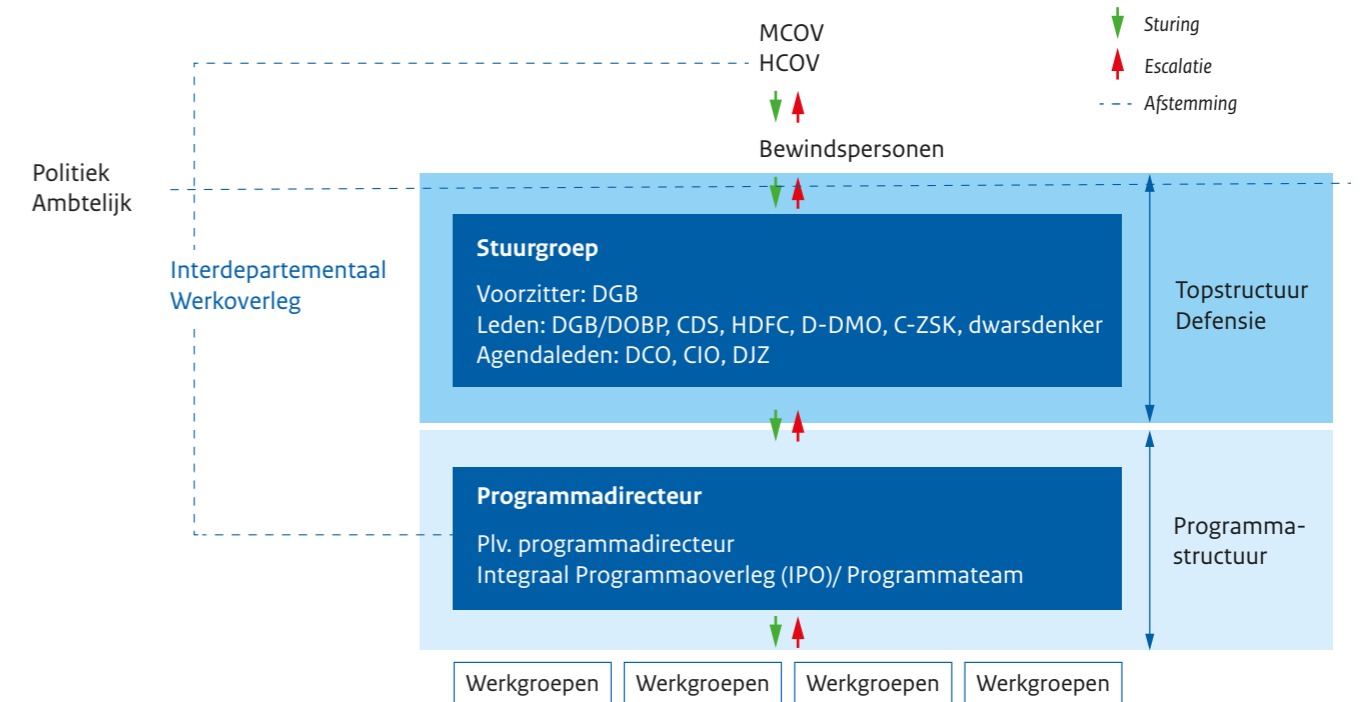 MCOV
HCOV
Sturing
Escalatie
Afstemming
Bewindspersonen
Politiek
Ambtelijk
Interdepartementaal
Werkoverleg
Stuurgroep
Voorzitter: DGB
Leden: DGB/DOBP, CDS, HDFC, D-DMO, C-ZSK, dwarsdenker
Agendaleden: DCO, CIO, DJZ
Topstructuur
Defensie
Programmadirecteur
Plv. programmadirecteur
Integraal Programmaoverleg (IPO)/ Programmateam
Programma-
structuur
Werkgroepen
Werkgroepen
Werkgroepen
Werkgroepen